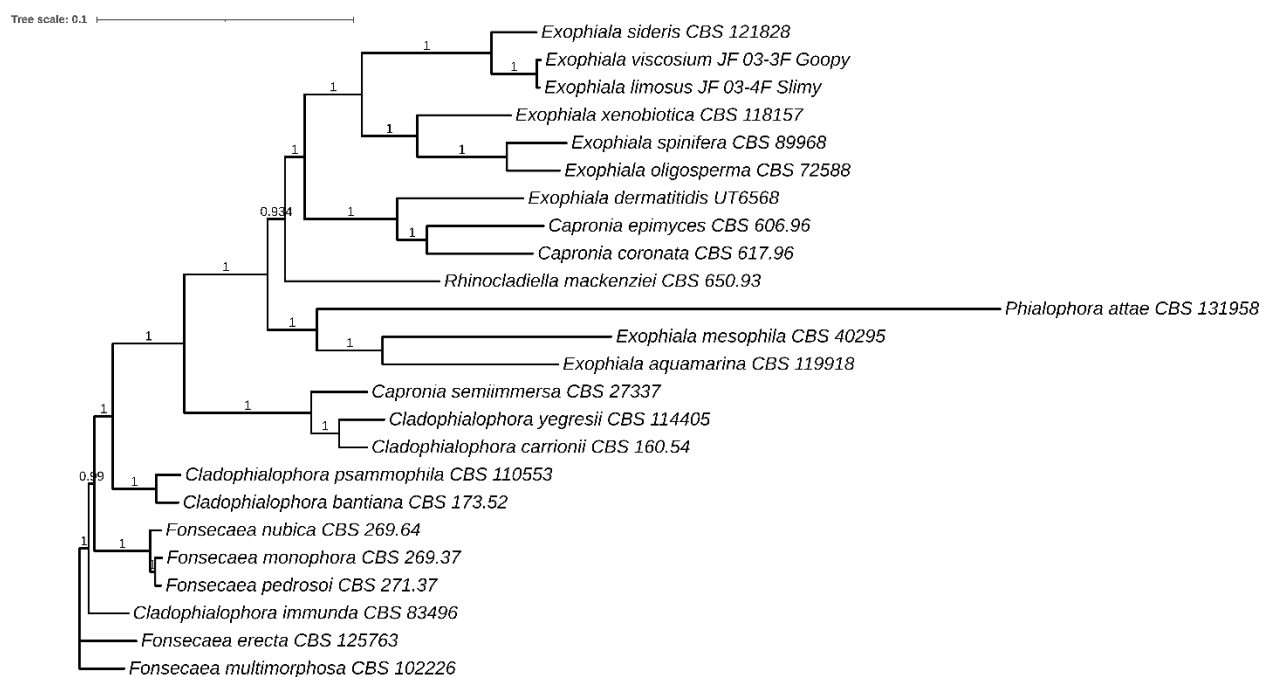 Tree scale: 0.1
Exophiala sideris CBS 121828
1
Exophiala viscosium JF 03-3F Goopy
1
Exophiala limosus JF 03-4F Slimy
1
Exophiala xenobiotica CBS 118157
1
Exophiala spinifera CBS 89968
1
1
Exophiala oligosperma CBS 72588
Exophiala dermatitidis UT6568
0.934
1
Capronia epimyces CBS 606.96
1
Capronia coronata CBS 617.96
1
Rhinocladiella mackenziei CBS 650.93
Phialophora attae CBS 131958
1
1
Exophiala mesophila CBS 40295
1
Exophiala aquamarina CBS 119918
Capronia semiimmersa CBS 27337
1
1
Cladophialophora yegresii CBS 114405
1
Cladophialophora carrionii CBS 160.54
0.99
Cladophialophora psammophila CBS 110553
1
Cladophialophora bantiana CBS 173.52
Fonsecaea nubica CBS 269.64
1
1
Fonsecaea monophora CBS 269.37
1
Fonsecaea pedrosoi CBS 271.37
Cladophialophora immunda CBS 83496
Fonsecaea erecta CBS 125763
Fonsecaea multimorphosa CBS 102226